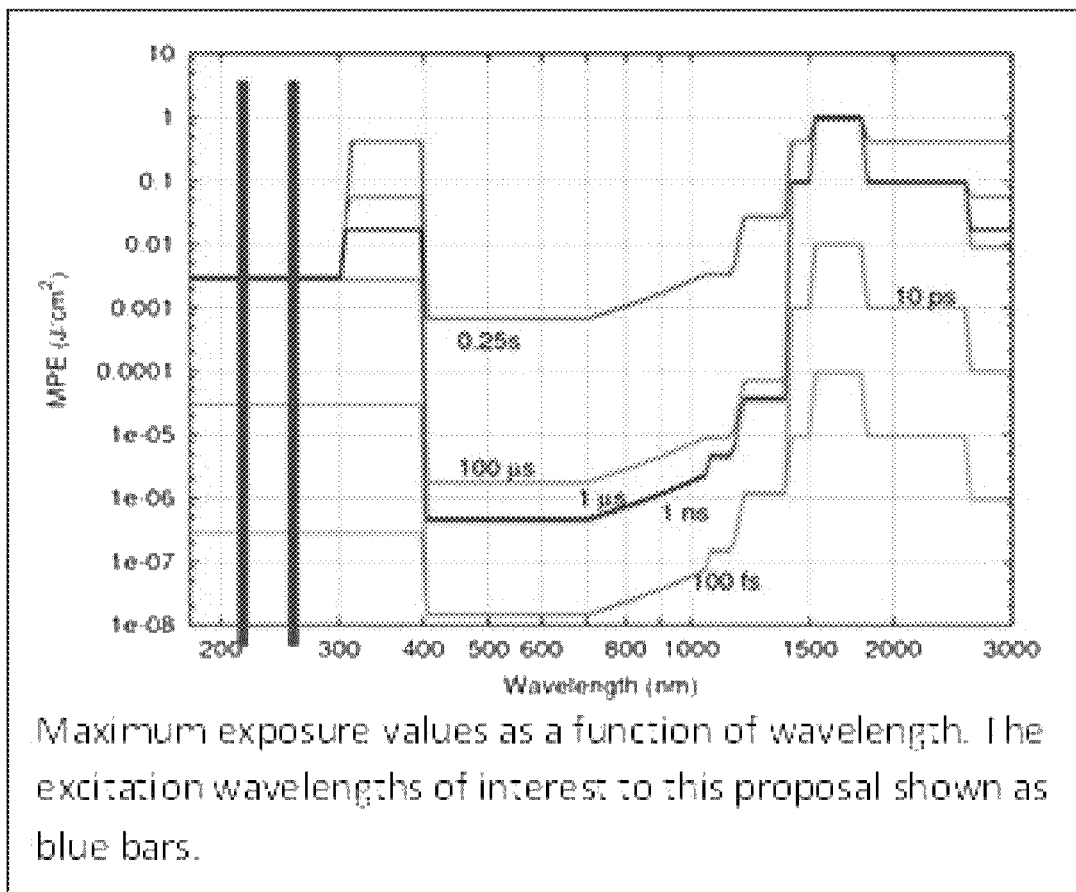 10
1
0.1
0.01
0.001
0.0001
1e-05
1e-06
1e-07
1e-08
MPE (J/cm²)
0.25s
100 µs
1 µs
1 ns
10 ps
100 fs
200 300 400 500 600 800 1000 1500 2000 3000
Wavelength (nm)
Maximum exposure values as a function of wavelength. The
excitation wavelengths of interest to this proposal shown as
blue bars.